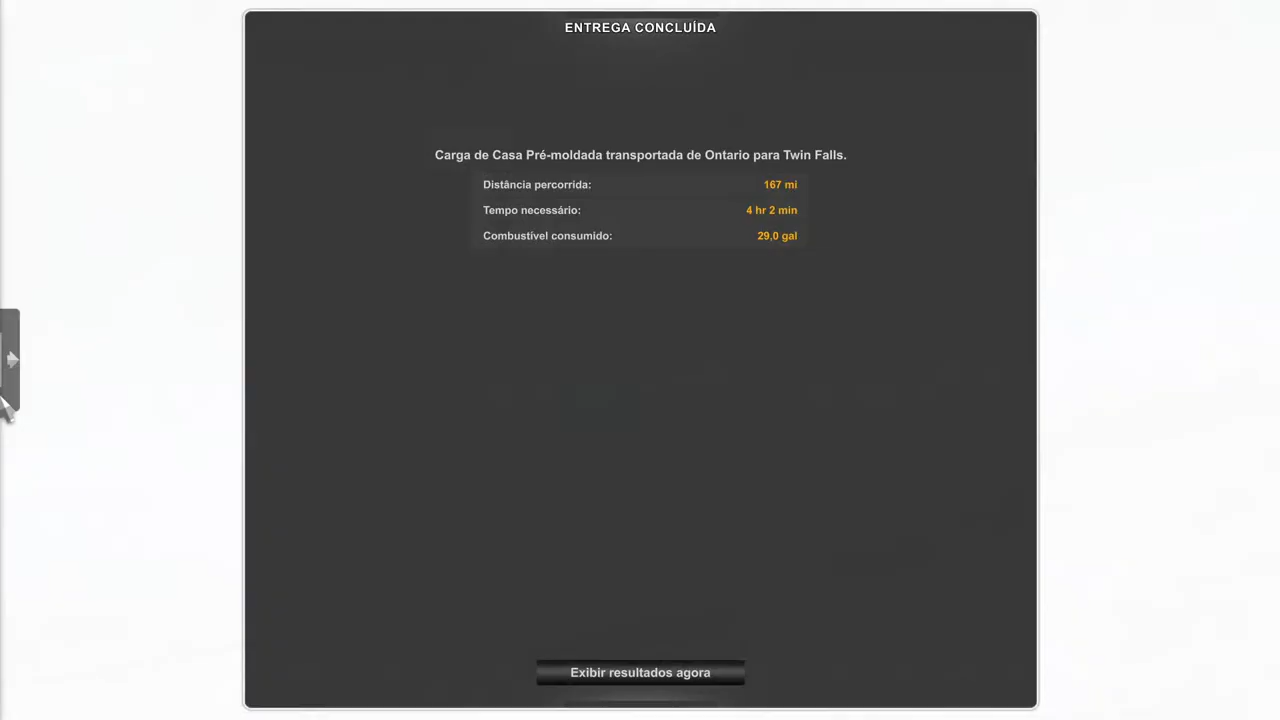 ENTREGA CONCLUÍDA
Carga de Casa Pré-moldada transportada de Ontario para Twin Falls.
Distância percorrida: 167 mi
Tempo necessário: 4 hr 2 min
Combustível consumido: 29,0 gal
Exibir resultados agora